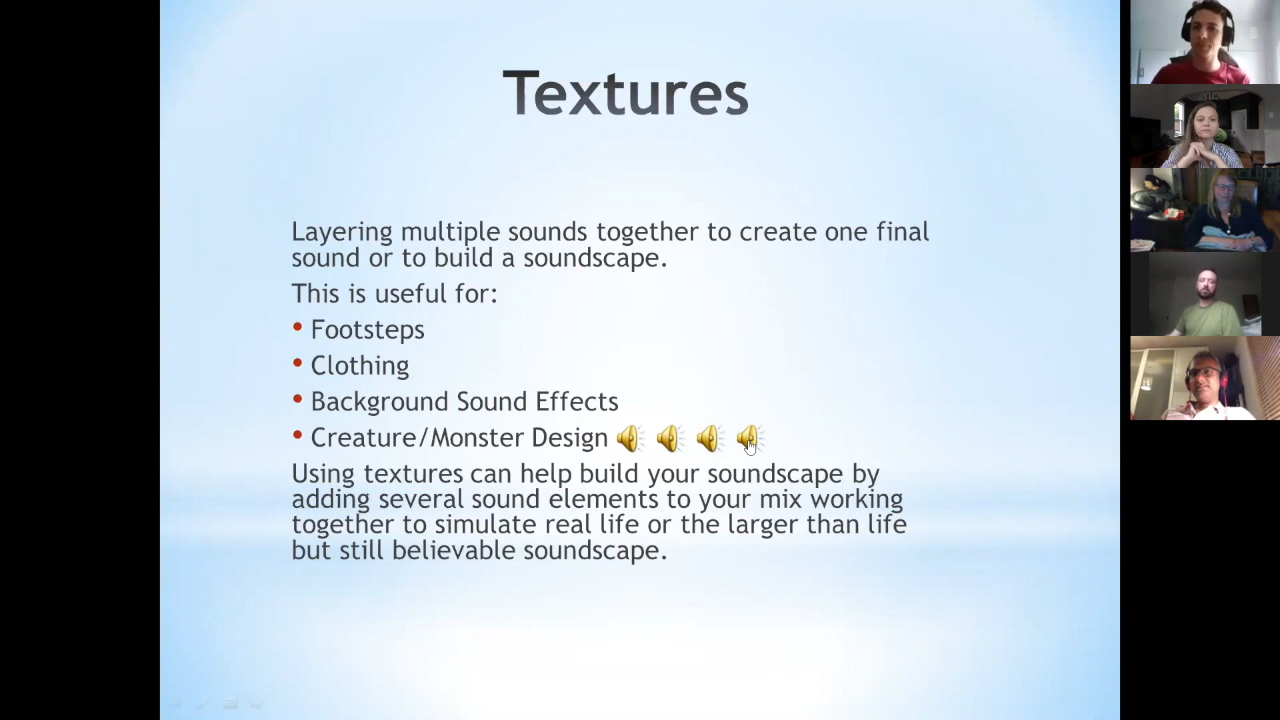 Textures
Layering multiple sounds together to create one final
sound or to build a soundscape.
This is useful for:
• Footsteps
• Clothing
• Background Sound Effects
• Creature/Monster Design
Using textures can help build your soundscape by
adding several sound elements to your mix working
together to simulate real life or the larger than life
but still believable soundscape.